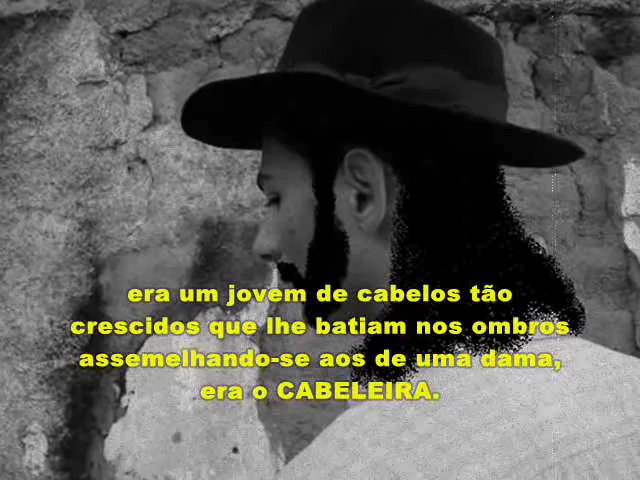 era um jovem de cabelos tão
crescidos que lhe batiam nos ombros
assemelhando-se aos de uma dama,
era o CABELEIRA.